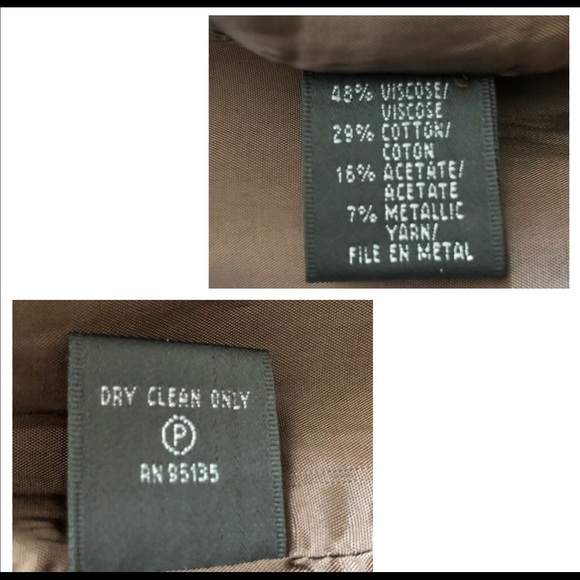 48% VISCOSE/
VISCOSE
29% COTTON/
COTON
16% ACETATE/
ACETATE
7% METALLIC
YARN/
FILE EN METAL
DRY CLEAN ONLY
P
RN 95135